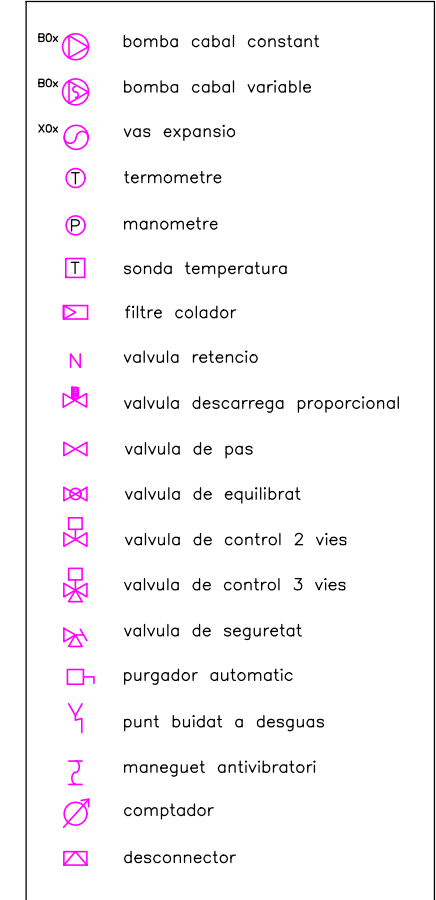 B0x bomba cabal constant
B0x bomba cabal variable
X0x vas expansio
T termometre
P manometre
T sonda temperatura
filtre colador
N valvula retencio
valvula descarrega proporcional
valvula de pas
valvula de equilibrat
valvula de control 2 vies
valvula de control 3 vies
valvula de seguretat
purgador automatic
punt buidat a desguas
maneguet antivibratori
comptador
desconnector